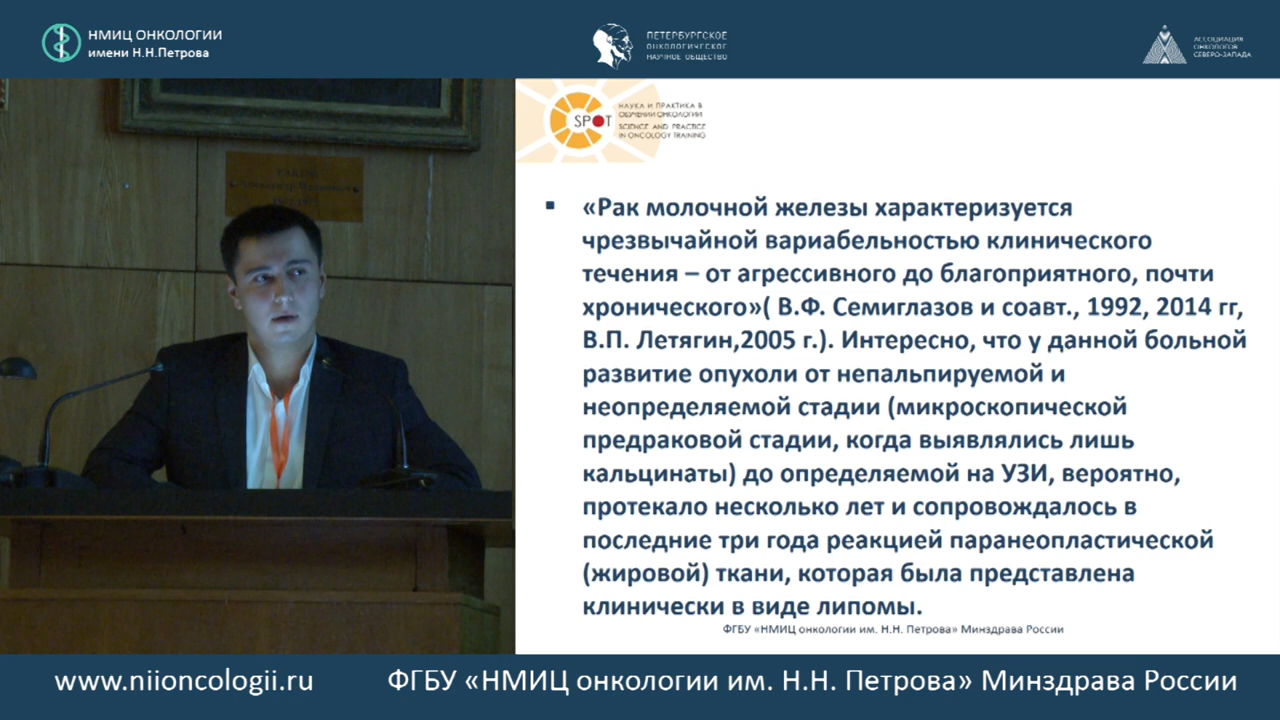 НМИЦ ОНКОЛОГИИ
имени Н.Н.Петрова
ПЕТЕРБУРГСКОЕ
ОНКОЛОГИЧЕСКОЕ
НАУЧНОЕ ОБЩЕСТВО
АССОЦИАЦИЯ
ОНКОЛОГОВ
СЕВЕРО-ЗАПАДА
SPOT
НАУКА И ПРАКТИКА В
ОБУЧЕНИИ ОНКОЛОГИИ
SCIENCE AND PRACTICE
IN ONCOLOGY TRAINING
▪ «Рак молочной железы характеризуется
чрезвычайной вариабельностью клинического
течения – от агрессивного до благоприятного, почти
хронического»( В.Ф. Семиглазов и соавт., 1992, 2014 гг,
В.П. Летягин,2005 г.). Интересно, что у данной больной
развитие опухоли от непальпируемой и
неопределяемой стадии (микроскопической
предраковой стадии, когда выявлялись лишь
кальцинаты) до определяемой на УЗИ, вероятно,
протекало несколько лет и сопровождалось в
последние три года реакцией паранеопластической
(жировой) ткани, которая была представлена
клинически в виде липомы.
ФГБУ «НМИЦ онкологии им. Н.Н. Петрова» Минздрава России
www.niioncologii.ru
ФГБУ «НМИЦ онкологии им. Н.Н. Петрова» Минздрава России